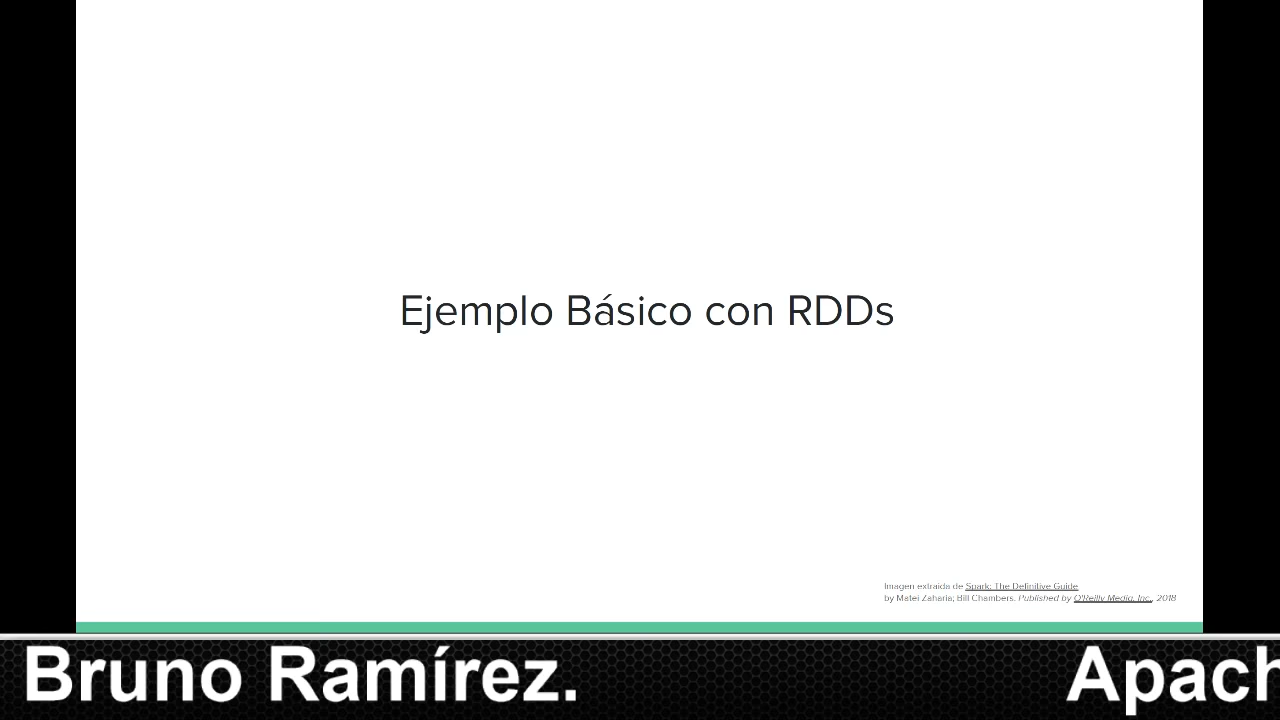 Ejemplo Básico con RDDs
Imagen extraida de Spark: The Definitive Guide
by Matei Zaharia; Bill Chambers. Published by O'Reilly Media, Inc., 2018
Bruno Ramírez. Apach